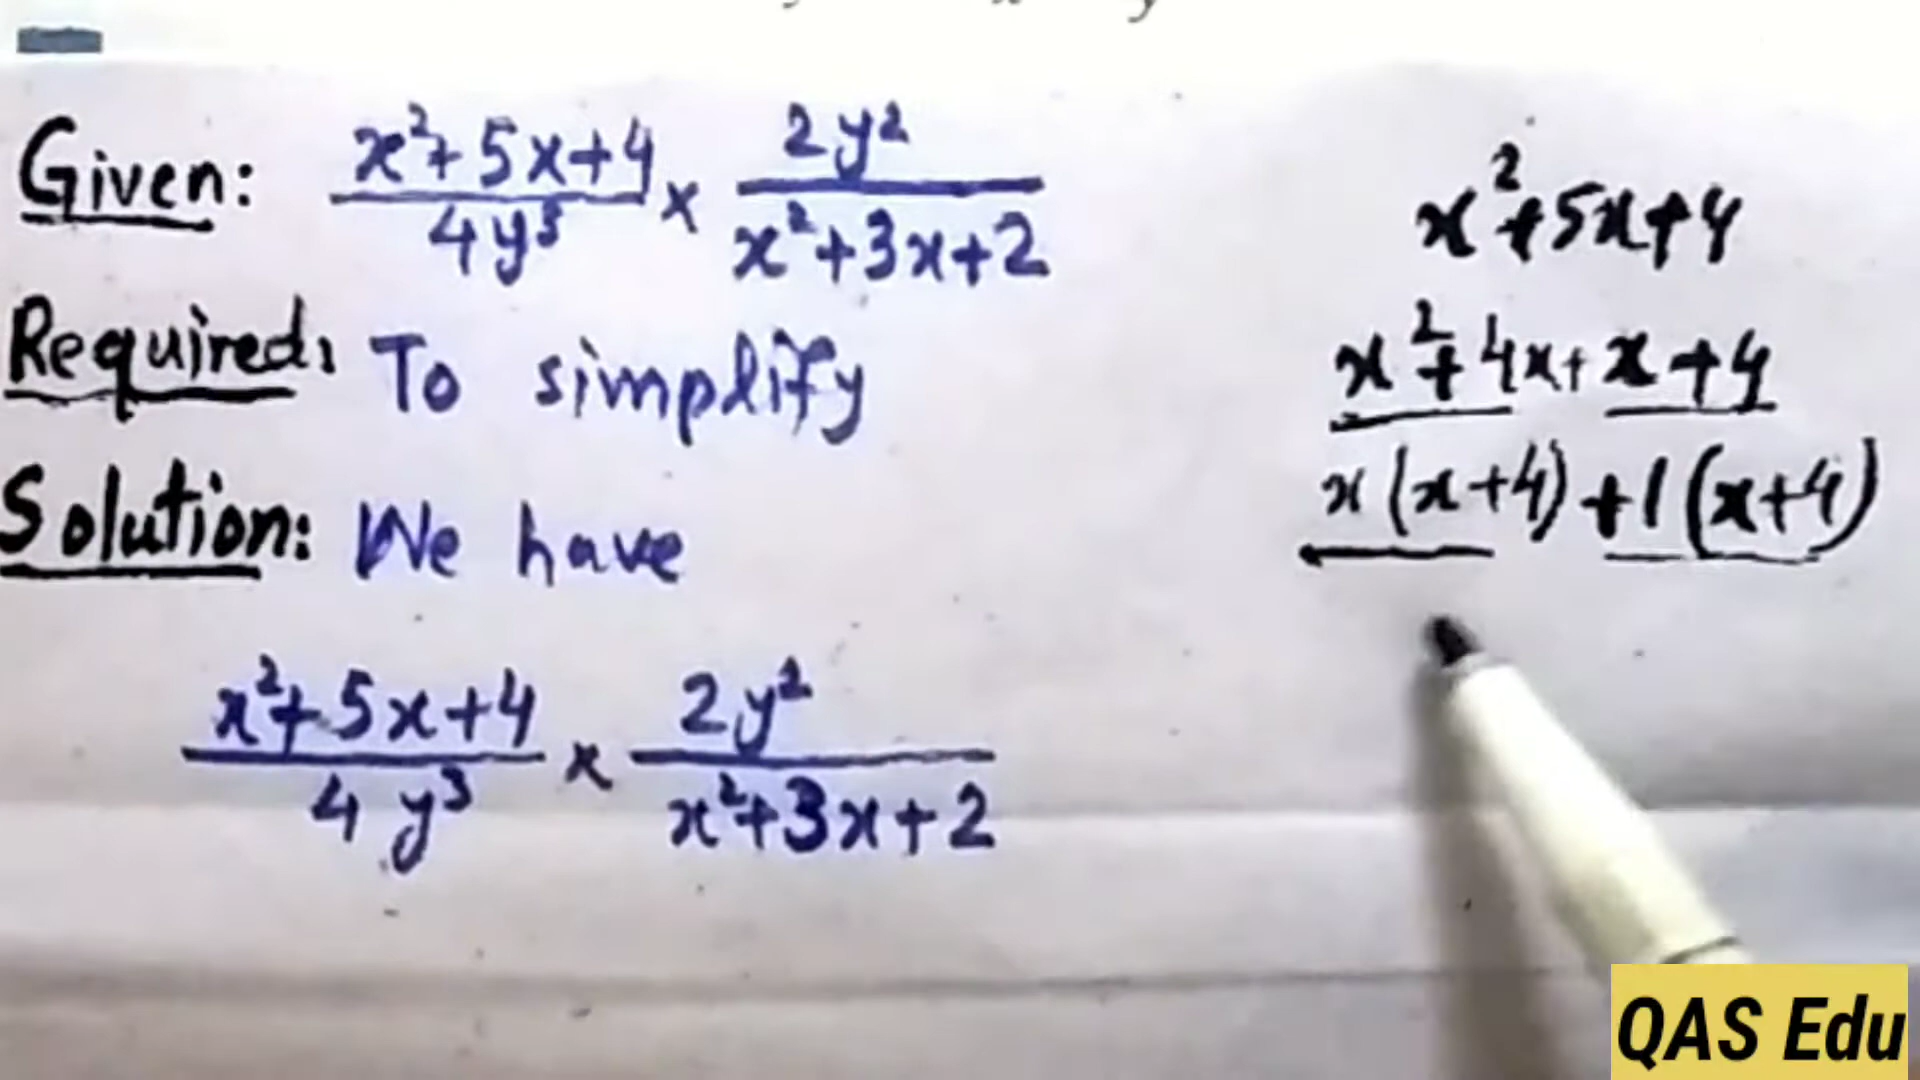 Given: x²+5x+4/4y³ × 2y²/x²+3x+2
Required: To simplify
Solution: We have
x²+5x+4/4y³ × 2y²/x²+3x+2
x²+5x+4
x²+4x+x+4
x(x+4)+1(x+4)
QAS Edu